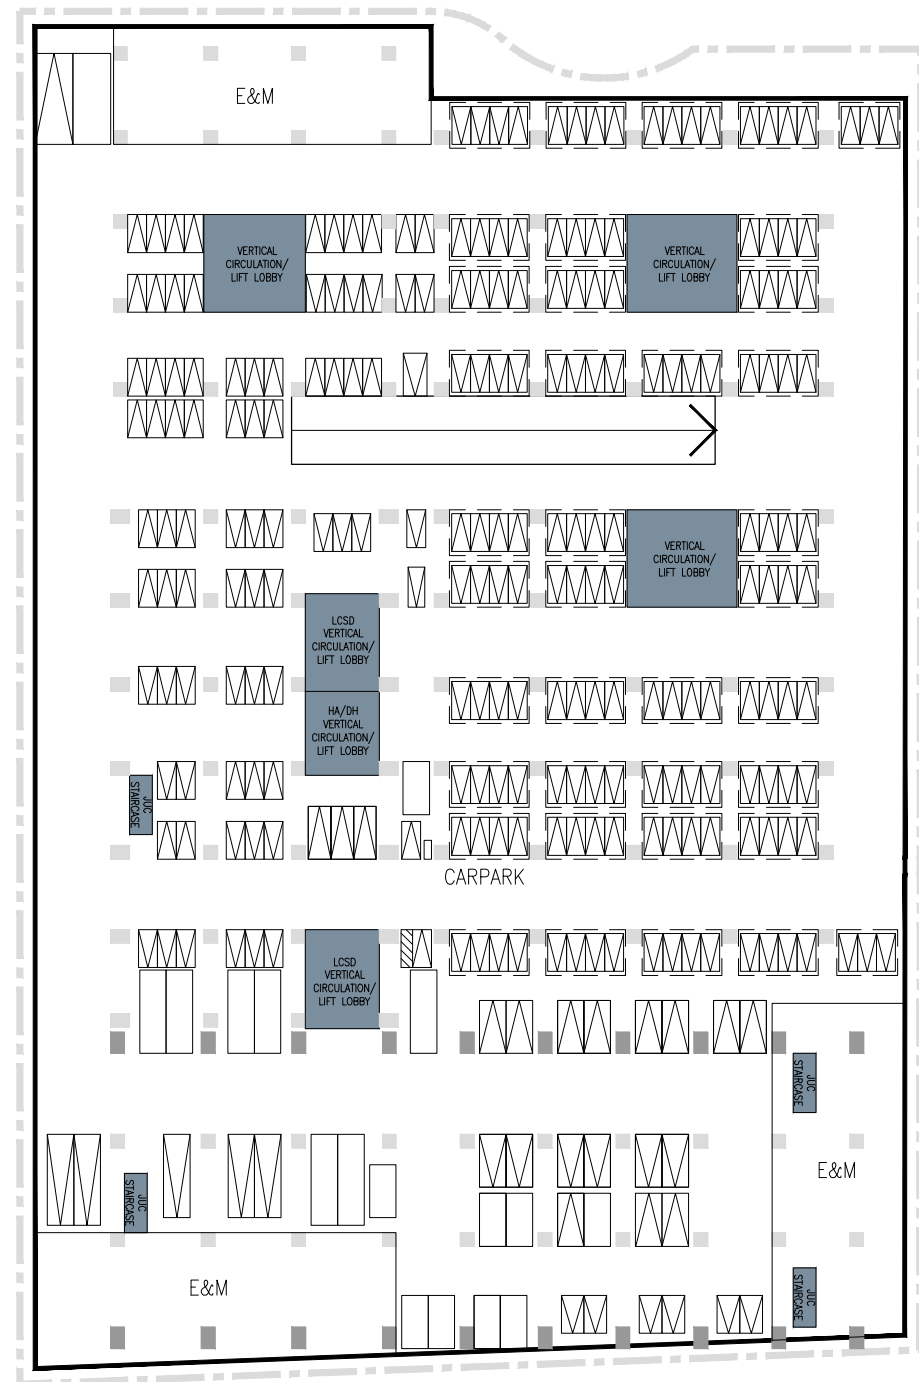 E&M
VERTICAL
CIRCULATION/
LIFT LOBBY
VERTICAL
CIRCULATION/
LIFT LOBBY
VERTICAL
CIRCULATION/
LIFT LOBBY
LCSD
VERTICAL
CIRCULATION/
LIFT LOBBY
HA/DH
VERTICAL
CIRCULATION/
LIFT LOBBY
JUC
STAIRCASE
CARPARK
LCSD
VERTICAL
CIRCULATION/
LIFT LOBBY
JUC
STAIRCASE
E&M
JUC
STAIRCASE
E&M
JUC
STAIRCASE